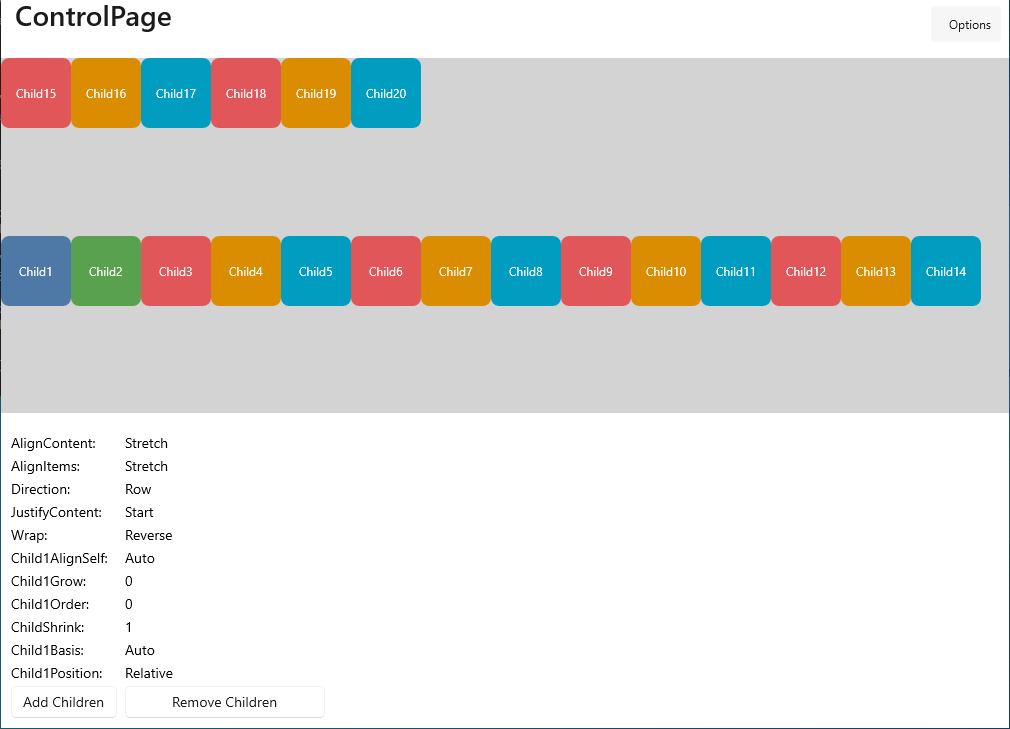 ControlPage
Options
Child15 Child16 Child17 Child18 Child19 Child20
Child1 Child2 Child3 Child4 Child5 Child6 Child7 Child8 Child9 Child10 Child11 Child12 Child13 Child14
AlignContent: Stretch
AlignItems: Stretch
Direction: Row
JustifyContent: Start
Wrap: Reverse
Child1AlignSelf: Auto
Child1Grow: 0
Child1Order: 0
ChildShrink: 1
Child1Basis: Auto
Child1Position: Relative
Add Children Remove Children